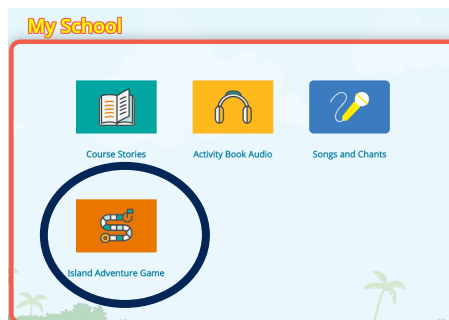 My School
Course Stories
Activity Book Audio
Songs and Chants
Island Adventure Game